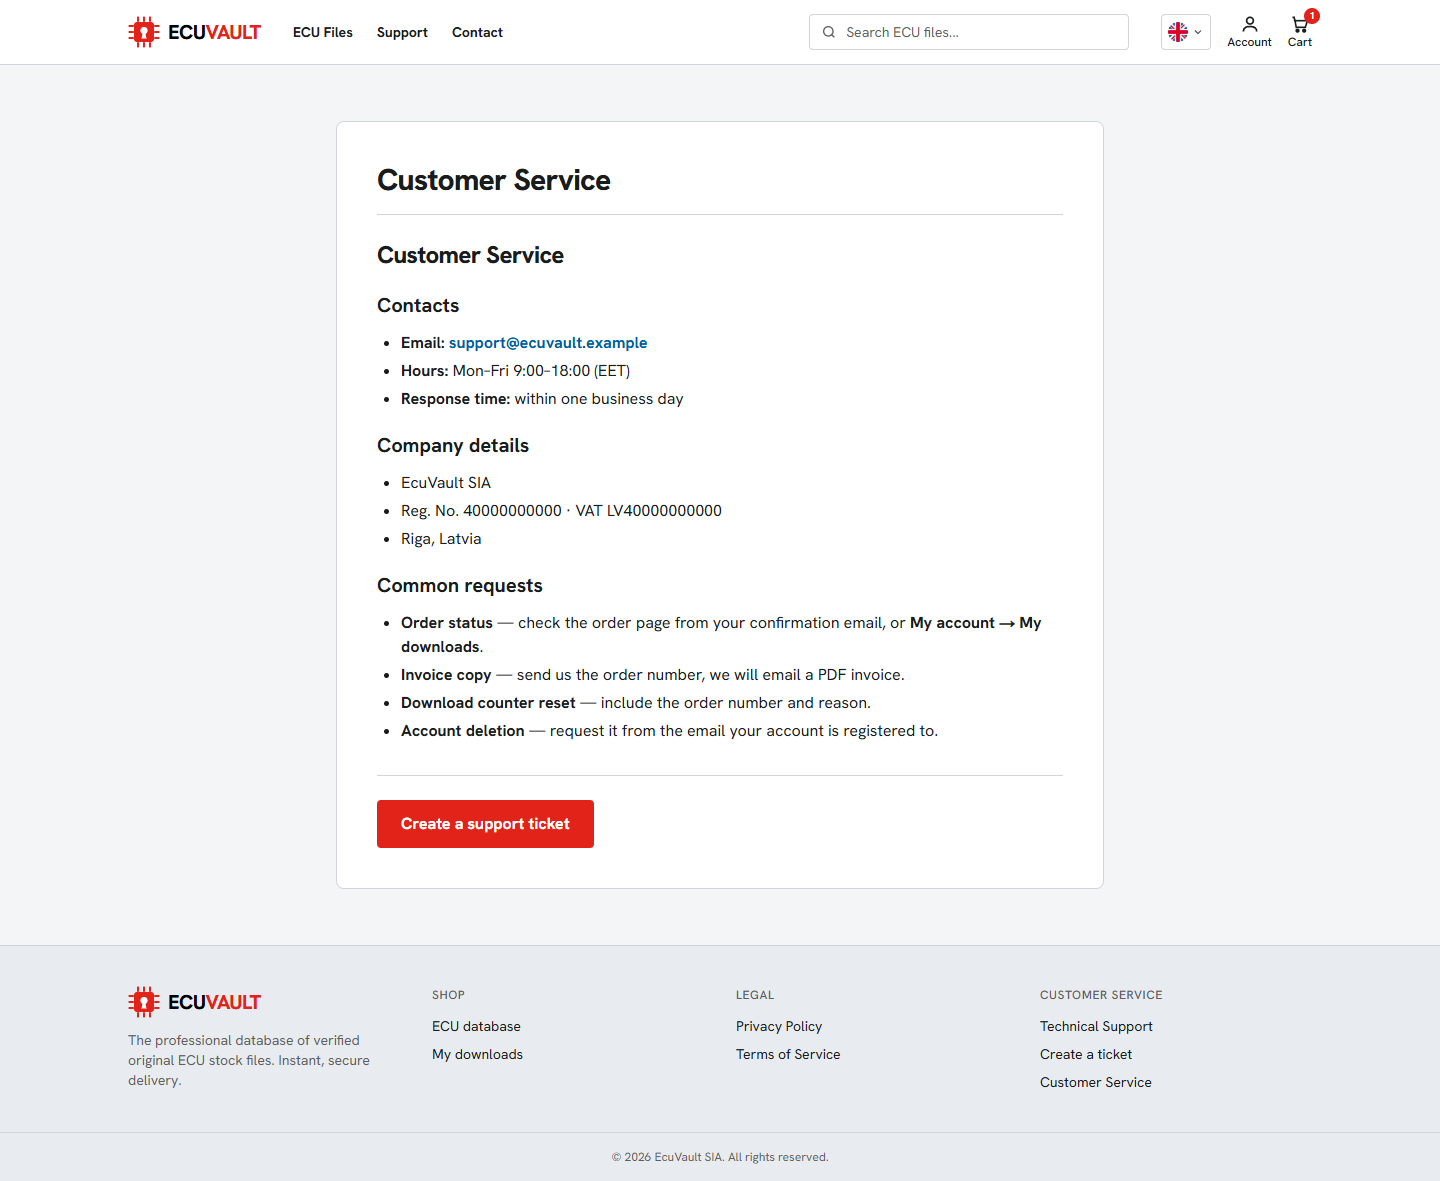 ECUVAULT
ECU Files
Support
Contact
Search ECU files...
Account
1
Cart
Customer Service
Customer Service
Contacts
Email: support@ecuvault.example
Hours: Mon–Fri 9:00–18:00 (EET)
Response time: within one business day
Company details
EcuVault SIA
Reg. No. 40000000000 · VAT LV40000000000
Riga, Latvia
Common requests
Order status — check the order page from your confirmation email, or My account → My
downloads.
Invoice copy — send us the order number, we will email a PDF invoice.
Download counter reset — include the order number and reason.
Account deletion — request it from the email your account is registered to.
Create a support ticket
ECUVAULT
The professional database of verified
original ECU stock files. Instant, secure
delivery.
SHOP
ECU database
My downloads
LEGAL
Privacy Policy
Terms of Service
CUSTOMER SERVICE
Technical Support
Create a ticket
Customer Service
© 2026 EcuVault SIA. All rights reserved.